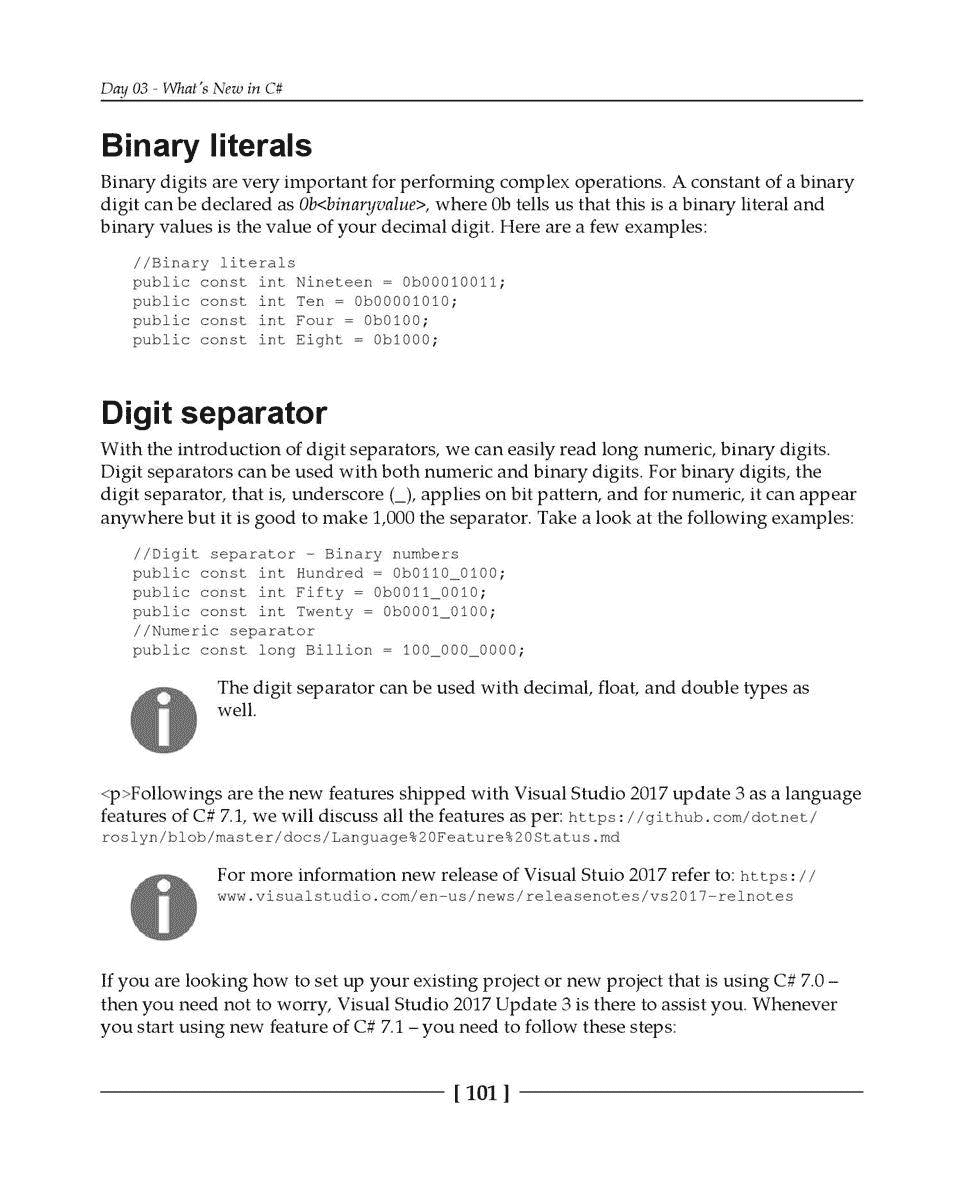 Day 03 - What's New in C#
Binary literals
Binary digits are very important for performing complex operations. A constant of a binary
digit can be declared as 0b<binaryvalue>, where 0b tells us that this is a binary literal and
binary values is the value of your decimal digit. Here are a few examples:
//Binary literals
public const int Nineteen = 0b00010011;
public const int Ten = 0b00001010;
public const int Four = 0b0100;
public const int Eight = 0b1000;
Digit separator
With the introduction of digit separators, we can easily read long numeric, binary digits.
Digit separators can be used with both numeric and binary digits. For binary digits, the
digit separator, that is, underscore (_), applies on bit pattern, and for numeric, it can appear
anywhere but it is good to make 1,000 the separator. Take a look at the following examples:
//Digit separator - Binary numbers
public const int Hundred = 0b0110_0100;
public const int Fifty = 0b0011_0010;
public const int Twenty = 0b0001_0100;
//Numeric separator
public const long Billion = 100_000_0000;
The digit separator can be used with decimal, float, and double types as
well.
<p>Followings are the new features shipped with Visual Studio 2017 update 3 as a language
features of C# 7.1, we will discuss all the features as per: https://github.com/dotnet/
roslyn/blob/master/docs/Language%20Feature%20Status.md
For more information new release of Visual Stuio 2017 refer to: https://
www.visualstudio.com/en-us/news/releasenotes/vs2017-relnotes
If you are looking how to set up your existing project or new project that is using C# 7.0 –
then you need not to worry, Visual Studio 2017 Update 3 is there to assist you. Whenever
you start using new feature of C# 7.1 – you need to follow these steps:
[ 101 ]